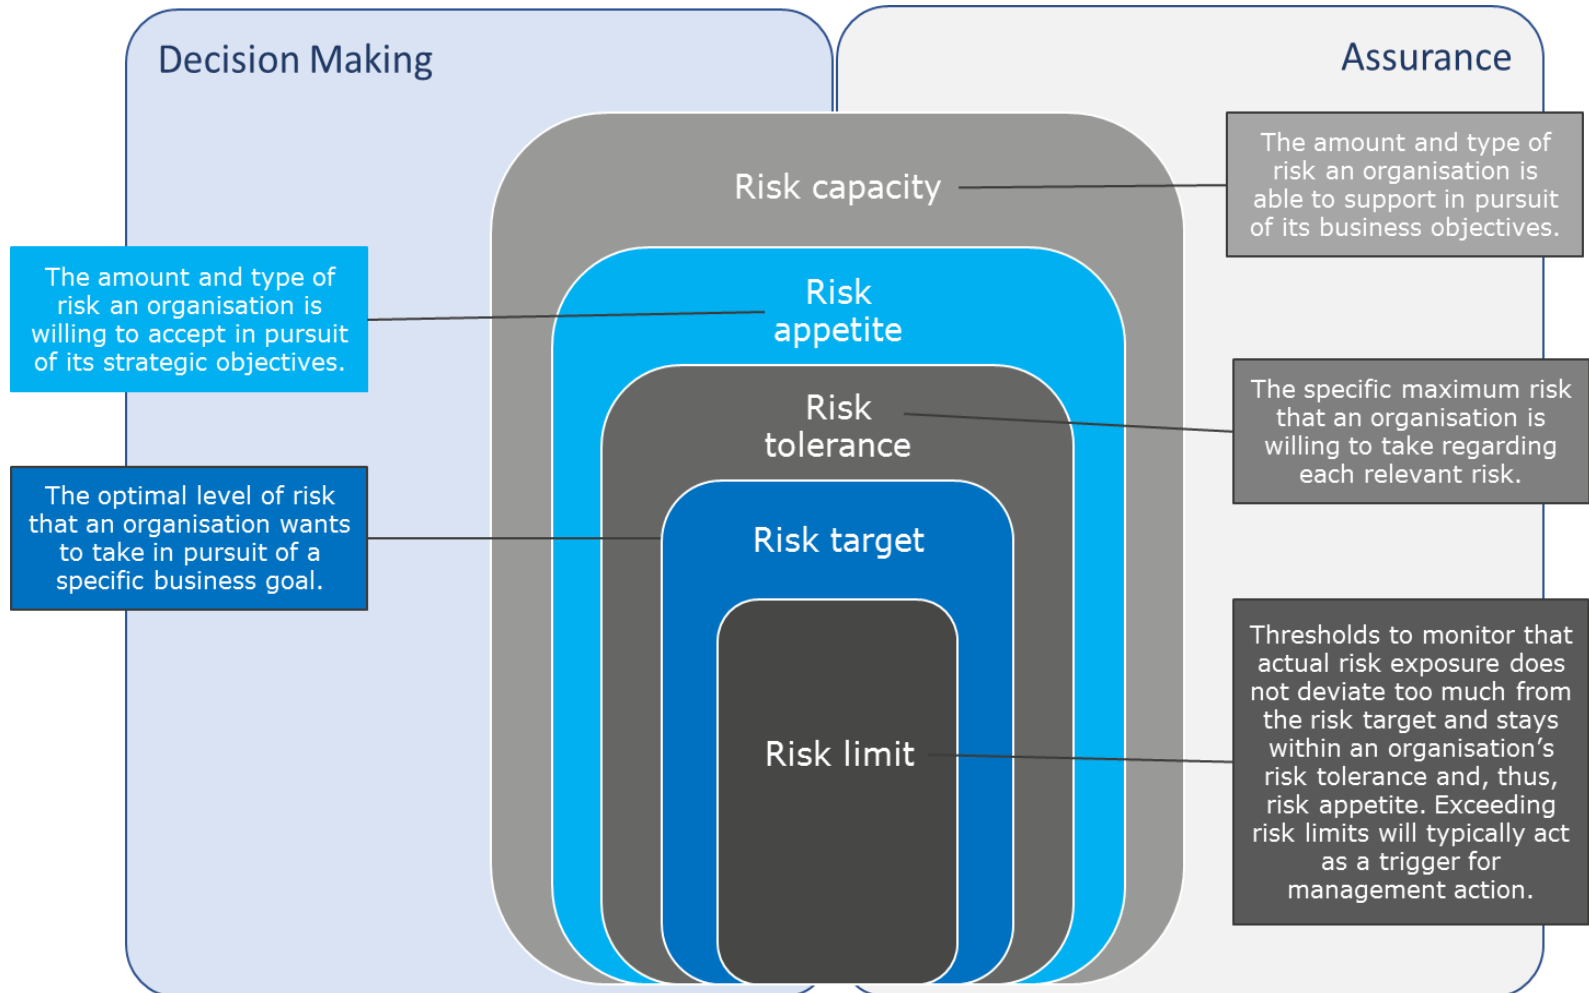 Decision Making
Assurance
Risk capacity
The amount and type of
risk an organisation is
able to support in pursuit
of its business objectives.
The amount and type of
risk an organisation is
willing to accept in pursuit
of its strategic objectives.
Risk
appetite
Risk
tolerance
The specific maximum risk
that an organisation is
willing to take regarding
each relevant risk.
The optimal level of risk
that an organisation wants
to take in pursuit of a
specific business goal.
Risk target
Risk limit
Thresholds to monitor that
actual risk exposure does
not deviate too much from
the risk target and stays
within an organisation’s
risk tolerance and, thus,
risk appetite. Exceeding
risk limits will typically act
as a trigger for
management action.